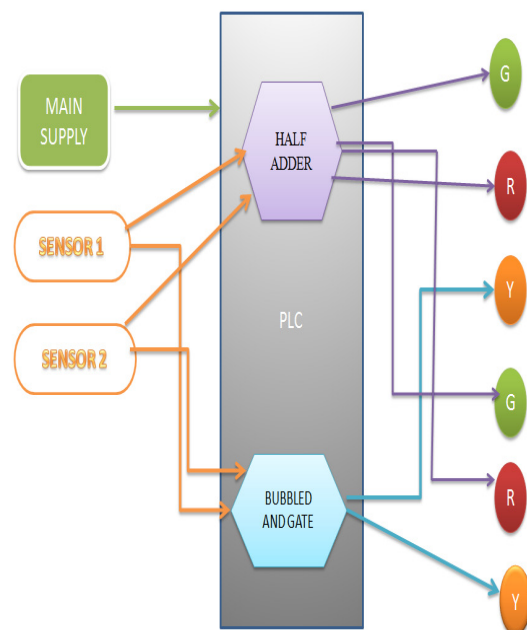 MAIN
SUPPLY
SENSOR 1
SENSOR 2
HALF
ADDER
PLC
BUBBLED
AND GATE
G
R
Y
G
R
Y